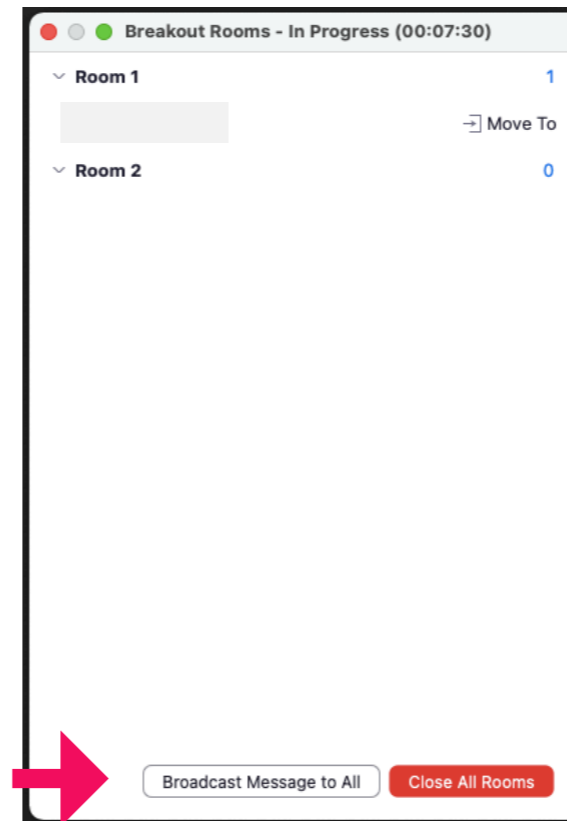 Breakout Rooms - In Progress (00:07:30)
Room 1 1
Move To
Room 2 0
Broadcast Message to All Close All Rooms